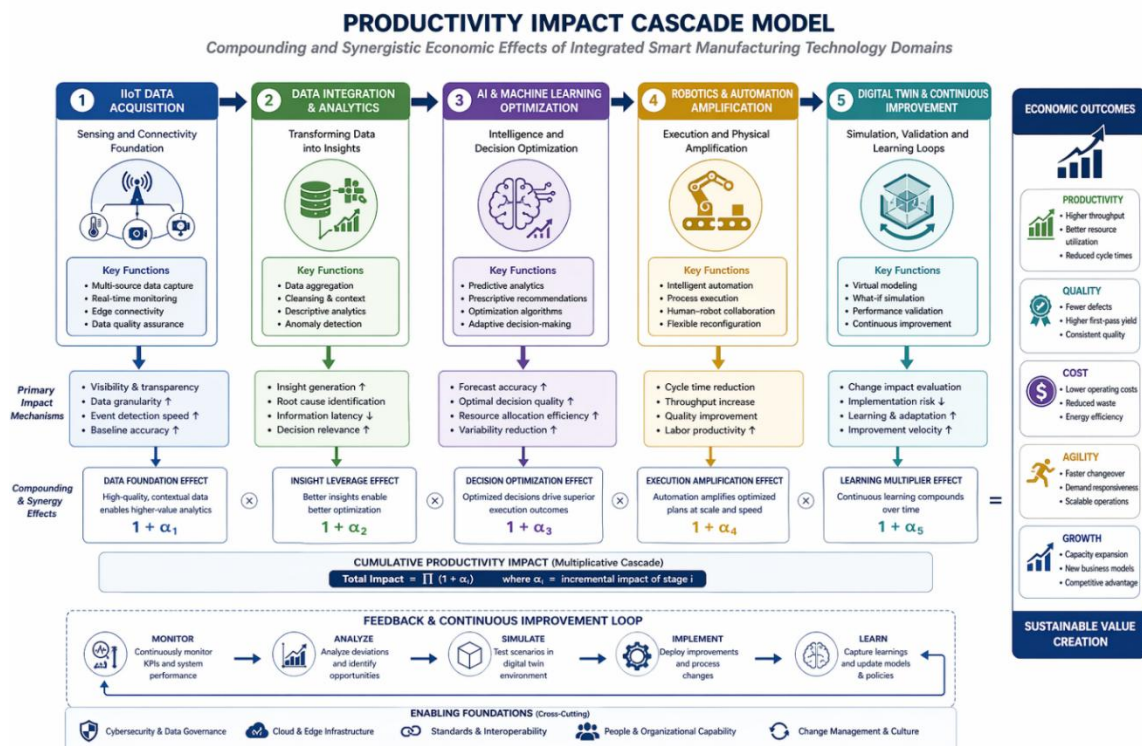 PRODUCTIVITY IMPACT CASCADE MODEL
Compounding and Synergistic Economic Effects of Integrated Smart Manufacturing Technology Domains
1
IIoT DATA
ACQUISITION
Sensing and Connectivity
Foundation
Key Functions
• Multi-source data capture
• Real-time monitoring
• Edge connectivity
• Data quality assurance
2
DATA INTEGRATION
& ANALYTICS
Transforming Data
into Insights
Key Functions
• Data aggregation
• Cleansing & context
• Descriptive analytics
• Anomaly detection
3
AI & MACHINE LEARNING
OPTIMIZATION
Intelligence and
Decision Optimization
Key Functions
• Predictive analytics
• Prescriptive recommendations
• Optimization algorithms
• Adaptive decision-making
4
ROBOTICS & AUTOMATION
AMPLIFICATION
Execution and Physical
Amplification
Key Functions
• Intelligent automation
• Process execution
• Human–robot collaboration
• Flexible reconfiguration
5
DIGITAL TWIN & CONTINUOUS
IMPROVEMENT
Simulation, Validation and
Learning Loops
Key Functions
• Virtual modeling
• What-if simulation
• Performance validation
• Continuous improvement
Primary
Impact
Mechanisms
• Visibility & transparency
• Data granularity ↑
• Event detection speed ↑
• Baseline accuracy ↑
• Insight generation ↑
• Root cause identification
• Information latency ↓
• Decision relevance ↑
• Forecast accuracy ↑
• Optimal decision quality ↑
• Resource allocation efficiency ↑
• Variability reduction ↑
• Cycle time reduction
• Throughput increase
• Quality improvement
• Labor productivity ↑
• Change impact evaluation
• Implementation risk ↓
• Learning & adaptation ↑
• Improvement velocity ↑
Compounding
& Synergy
Effects
DATA FOUNDATION EFFECT
High-quality, contextual data
enables higher-value analytics
1 + α₁
×
INSIGHT LEVERAGE EFFECT
Better insights enable
better optimization
1 + α₂
×
DECISION OPTIMIZATION EFFECT
Optimized decisions drive superior
execution outcomes
1 + α₃
×
EXECUTION AMPLIFICATION EFFECT
Automation amplifies optimized
plans at scale and speed
1 + α₄
×
LEARNING MULTIPLIER EFFECT
Continuous learning compounds
over time
1 + α₅
=
CUMULATIVE PRODUCTIVITY IMPACT (Multiplicative Cascade)
Total Impact = ∏ (1 + αᵢ) where αᵢ = incremental impact of stage i
FEEDBACK & CONTINUOUS IMPROVEMENT LOOP
MONITOR
Continuously monitor
KPIs and system
performance
ANALYZE
Analyze deviations
and identify
opportunities
SIMULATE
Test scenarios in
digital twin
environment
IMPLEMENT
Deploy improvements
and process
changes
LEARN
Capture learnings
and update models
& policies
ENABLING FOUNDATIONS (Cross-Cutting)
Cybersecurity & Data Governance
Cloud & Edge Infrastructure
Standards & Interoperability
People & Organizational Capability
Change Management & Culture
ECONOMIC OUTCOMES
PRODUCTIVITY
• Higher throughput
• Better resource
utilization
• Reduced cycle times
QUALITY
• Fewer defects
• Higher first-pass yield
• Consistent quality
COST
$
• Lower operating costs
• Reduced waste
• Energy efficiency
AGILITY
• Faster changeover
• Demand responsiveness
• Scalable operations
GROWTH
• Capacity expansion
• New business models
• Competitive advantage
SUSTAINABLE VALUE
CREATION